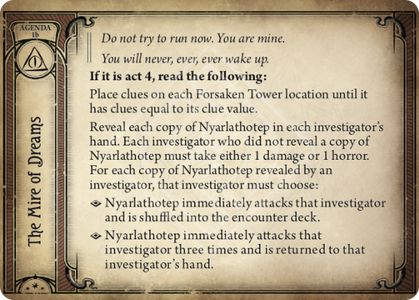 AGENDA
1b
The Mire of Dreams
Do not try to run now. You are mine.
You will never, ever, ever wake up.
If it is act 4, read the following:
Place clues on each Forsaken Tower location until it
has clues equal to its clue value.
Reveal each copy of Nyarlathotep in each investigator's
hand. Each investigator who did not reveal a copy of
Nyarlathotep must take either 1 damage or 1 horror.
For each copy of Nyarlathotep revealed by an
investigator, that investigator must choose:
Nyarlathotep immediately attacks that investigator
and is shuffled into the encounter deck.
Nyarlathotep immediately attacks that
investigator three times and is returned to that
investigator's hand.